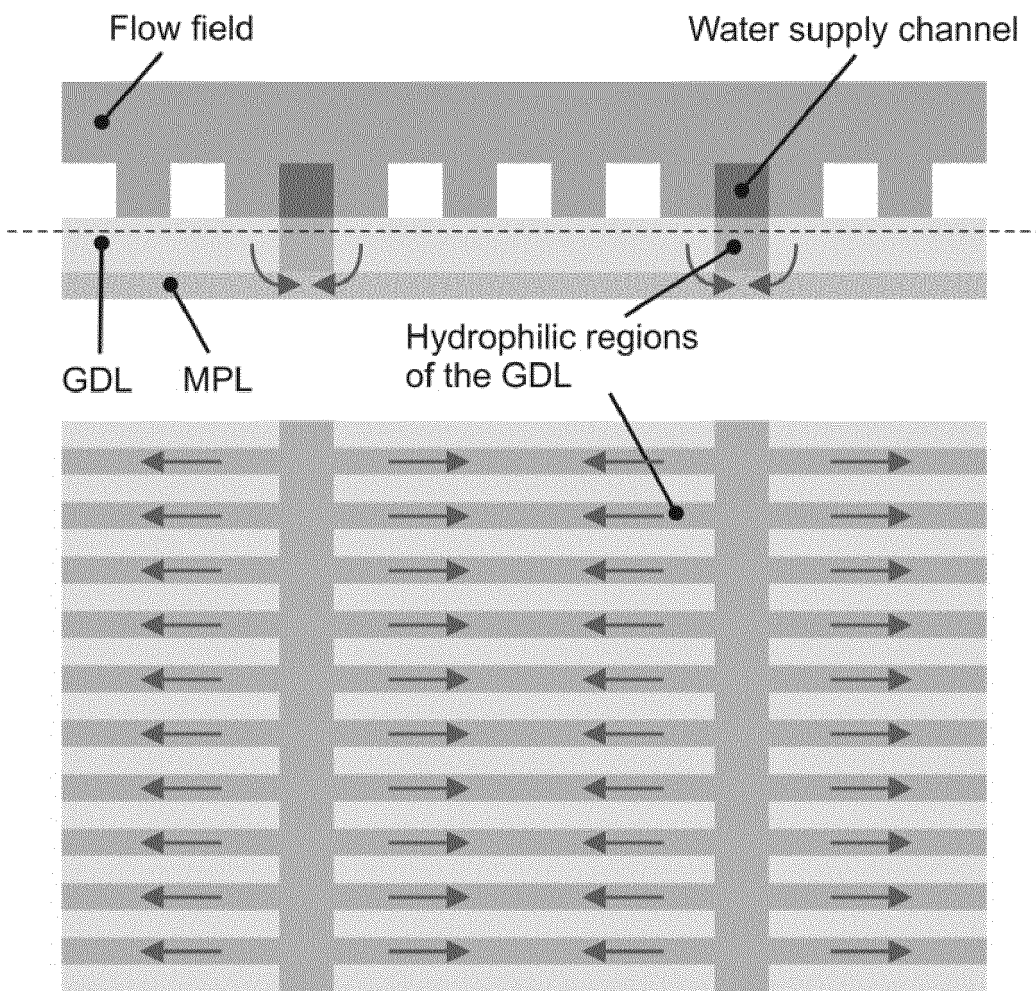 Flow field
Water supply channel
GDL
MPL
Hydrophilic regions
of the GDL